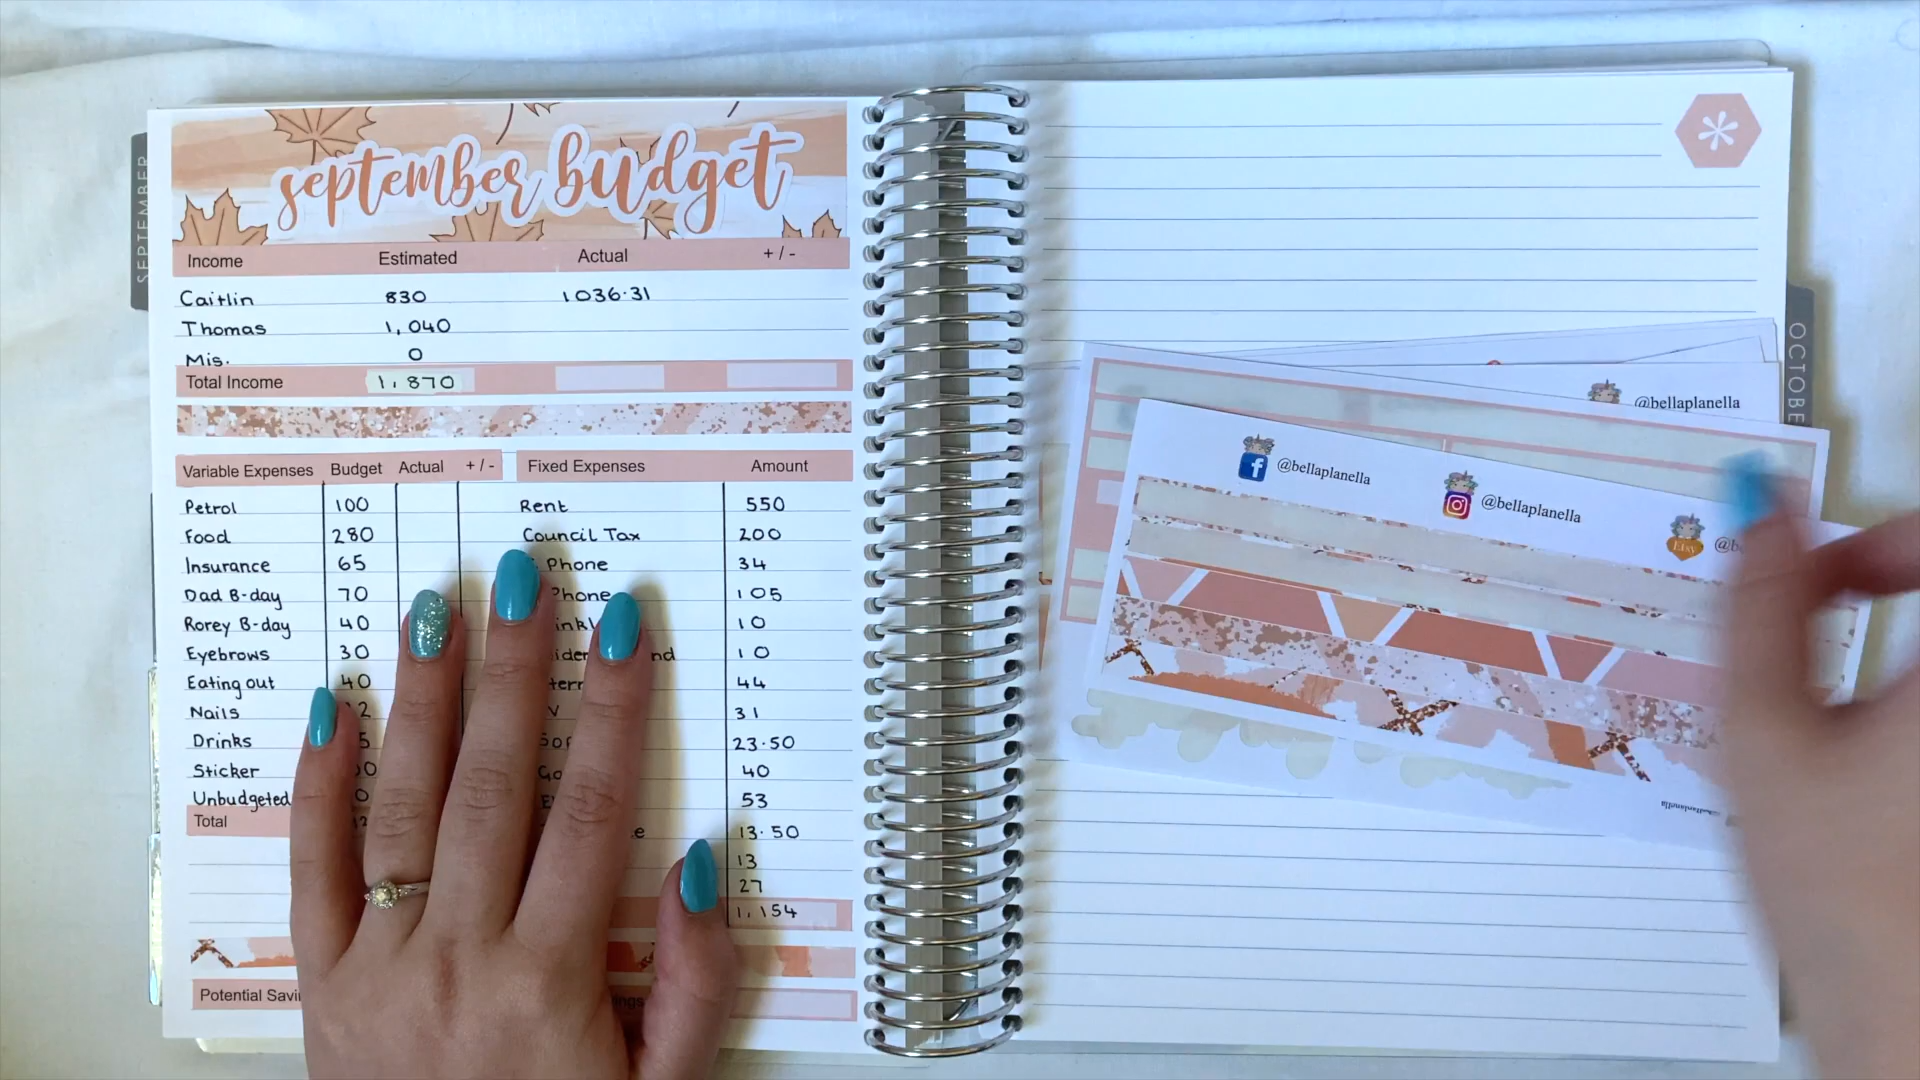 september budget
SEPTEMBER
Income Estimated Actual + / -
Caitlin 830 1036.31
Thomas 1,040
Mis. 0
Total Income 1,870
Variable Expenses Budget Actual + / - Fixed Expenses Amount
Petrol 100 Rent 550
Food 280 Council Tax 200
Insurance 65 Phone 34
Dad B-day 70 Phone 105
Rorey B-day 40 10
Eyebrows 30 10
Eating out 40 44
Nails 31
Drinks 23.50
Sticker 40
Unbudgeted 53
Total 13.50
13
27
1,154
Potential
OCTOBER
@bellaplanella
@bellaplanella
@bellaplanella
Etsy